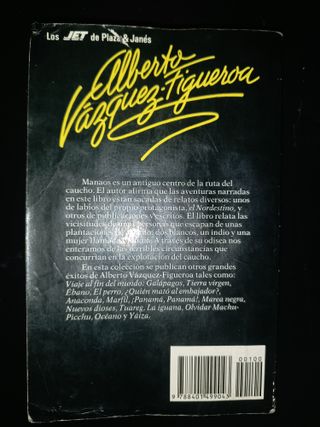 Los JET de Plaza & Janés
Alberto
Vázquez-Figueroa
Manaos es un antiguo centro de la ruta del
caucho. El autor afirma que las aventuras narradas
en este libro están sacadas de relatos diversos: unos
de labios del propio protagonista, el Nordestino, y
otros de publicaciones y escritos. El libro relata las
vicisitudes de unas personas que escapan de unas
plantaciones de caucho: dos blancos, un indio y una
mujer llamada A través de su odisea nos
enteramos de las terribles circunstancias que
concurrían en la explotación del caucho.
En esta colección se publican otros grandes
éxitos de Alberto Vázquez-Figueroa tales como:
Viaje al fin del mundo: Galápagos, Tierra virgen,
Ébano, El perro, ¿Quién mató al embajador?,
Anaconda, Marfil, ¡Panamá, Panamá!, Marea negra,
Nuevos dioses, Tuareg, La iguana, Olvidar Machu-
Picchu, Océano y Yáiza.
00100
9 788401 499043